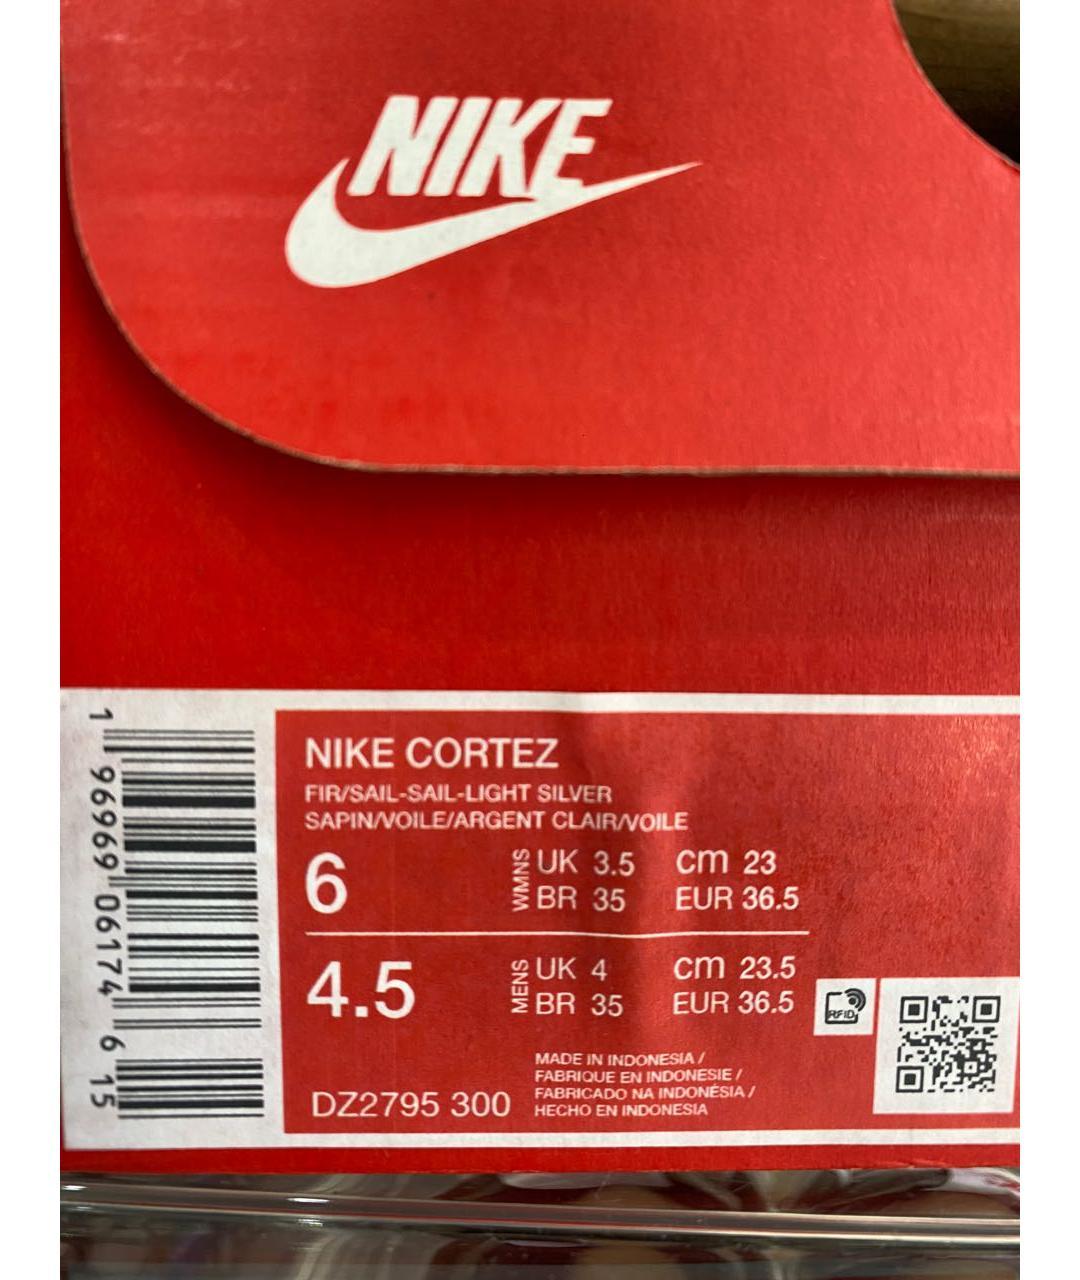 NIKE
NIKE CORTEZ
FIR/SAIL-SAIL-LIGHT SILVER
SAPIN/VOILE/ARGENT CLAIR/VOILE
6 WMNS UK 3.5 cm 23
BR 35 EUR 36.5
4.5 MENS UK 4 cm 23.5
BR 35 EUR 36.5
RFID
MADE IN INDONESIA /
FABRIQUE EN INDONESIE /
FABRICADO NA INDONÉSIA /
HECHO EN INDONESIA
DZ2795 300
1 96969 06174 6 15